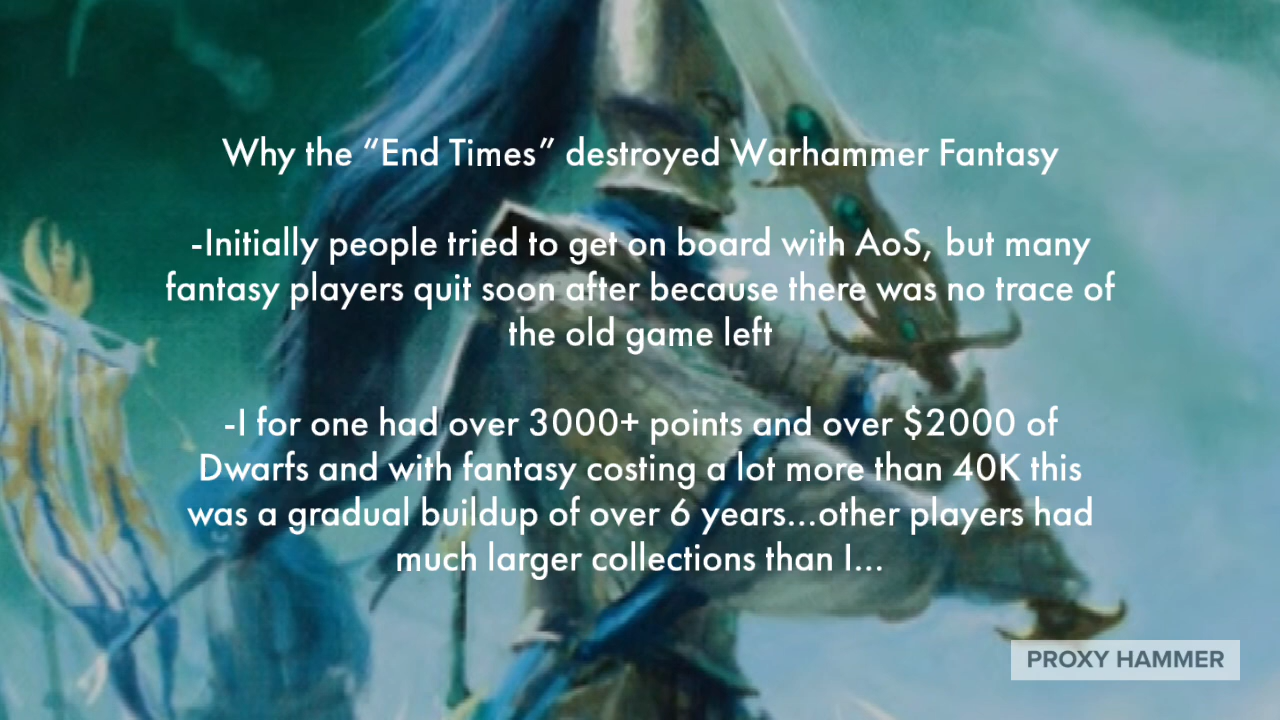 Why the “End Times” destroyed Warhammer Fantasy
-Initially people tried to get on board with AoS, but many
fantasy players quit soon after because there was no trace of
the old game left
-I for one had over 3000+ points and over $2000 of
Dwarfs and with fantasy costing a lot more than 40K this
was a gradual buildup of over 6 years...other players had
much larger collections than I...
PROXY HAMMER